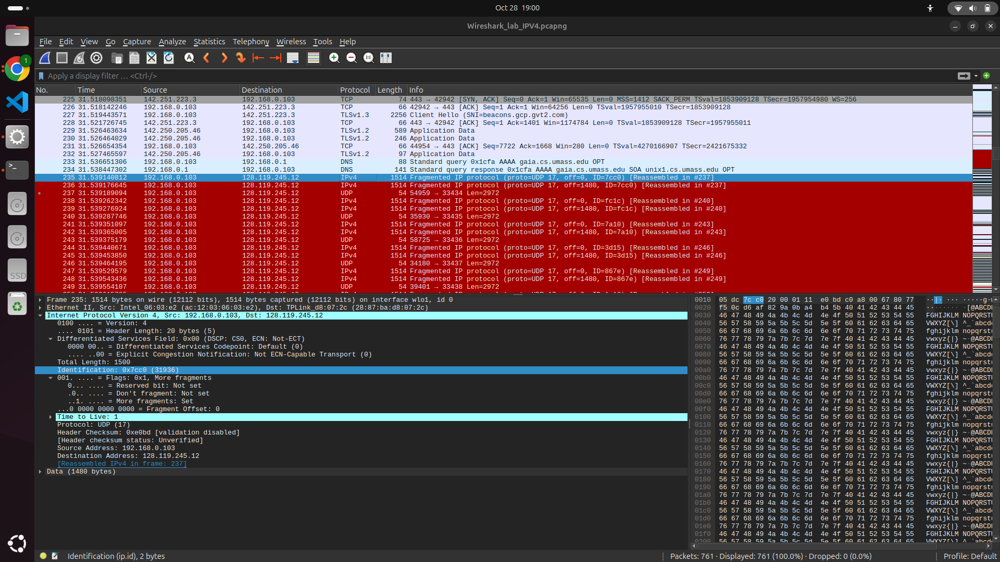 Oct 28 19:00
Wireshark_lab_IPV4.pcapng
File Edit View Go Capture Analyze Statistics Telephony Wireless Tools Help
Apply a display filter … <Ctrl-/>
No. Time Source Destination Protocol Length Info
225 31.518098351 142.251.223.3 192.168.0.103 TCP 74 443 → 42942 [SYN, ACK] Seq=0 Ack=1 Win=65535 Len=0 MSS=1412 SACK_PERM TSval=1853909128 TSecr=1957954980 WS=256
226 31.518142246 192.168.0.103 142.251.223.3 TCP 66 42942 → 443 [ACK] Seq=1 Ack=1 Win=64256 Len=0 TSval=1957955010 TSecr=1853909128
227 31.519443571 192.168.0.103 142.251.223.3 TLSv1.3 2256 Client Hello (SNI=beacons.gcp.gvt2.com)
228 31.521726745 142.251.223.3 192.168.0.103 TCP 66 443 → 42942 [ACK] Seq=1 Ack=1401 Win=1174784 Len=0 TSval=1853909128 TSecr=1957955011
229 31.526463634 142.250.205.46 192.168.0.103 TLSv1.2 589 Application Data
230 31.526464029 142.250.205.46 192.168.0.103 TLSv1.2 246 Application Data
231 31.526654354 192.168.0.103 142.250.205.46 TCP 66 44954 → 443 [ACK] Seq=7722 Ack=1668 Win=280 Len=0 TSval=4270166907 TSecr=2421675332
232 31.527465597 142.250.205.46 192.168.0.103 TLSv1.2 97 Application Data
233 31.536651306 192.168.0.103 192.168.0.1 DNS 88 Standard query 0x1cfa AAAA gaia.cs.umass.edu OPT
234 31.538447302 192.168.0.1 192.168.0.103 DNS 141 Standard query response 0x1cfa AAAA gaia.cs.umass.edu SOA unix1.cs.umass.edu OPT
235 31.539140812 192.168.0.103 128.119.245.12 IPv4 1514 Fragmented IP protocol (proto=UDP 17, off=0, ID=7cc0) [Reassembled in #237]
236 31.539176645 192.168.0.103 128.119.245.12 IPv4 1514 Fragmented IP protocol (proto=UDP 17, off=1480, ID=7cc0) [Reassembled in #237]
237 31.539189094 192.168.0.103 128.119.245.12 UDP 54 54959 → 33434 Len=2972
238 31.539262342 192.168.0.103 128.119.245.12 IPv4 1514 Fragmented IP protocol (proto=UDP 17, off=0, ID=fc1c) [Reassembled in #240]
239 31.539276924 192.168.0.103 128.119.245.12 IPv4 1514 Fragmented IP protocol (proto=UDP 17, off=1480, ID=fc1c) [Reassembled in #240]
240 31.539287746 192.168.0.103 128.119.245.12 UDP 54 35930 → 33435 Len=2972
241 31.539351097 192.168.0.103 128.119.245.12 IPv4 1514 Fragmented IP protocol (proto=UDP 17, off=0, ID=7a10) [Reassembled in #243]
242 31.539365005 192.168.0.103 128.119.245.12 IPv4 1514 Fragmented IP protocol (proto=UDP 17, off=1480, ID=7a10) [Reassembled in #243]
243 31.539375179 192.168.0.103 128.119.245.12 UDP 54 58725 → 33436 Len=2972
244 31.539440671 192.168.0.103 128.119.245.12 IPv4 1514 Fragmented IP protocol (proto=UDP 17, off=0, ID=3d15) [Reassembled in #246]
245 31.539453850 192.168.0.103 128.119.245.12 IPv4 1514 Fragmented IP protocol (proto=UDP 17, off=1480, ID=3d15) [Reassembled in #246]
246 31.539464195 192.168.0.103 128.119.245.12 UDP 54 34180 → 33437 Len=2972
247 31.539529579 192.168.0.103 128.119.245.12 IPv4 1514 Fragmented IP protocol (proto=UDP 17, off=0, ID=867e) [Reassembled in #249]
248 31.539543436 192.168.0.103 128.119.245.12 IPv4 1514 Fragmented IP protocol (proto=UDP 17, off=1480, ID=867e) [Reassembled in #249]
249 31.539554107 192.168.0.103 128.119.245.12 UDP 54 39401 → 33438 Len=2972
Frame 235: 1514 bytes on wire (12112 bits), 1514 bytes captured (12112 bits) on interface wlo1, id 0
Ethernet II, Src: Intel_06:03:e2 (ac:12:03:06:03:e2), Dst: TPLink_d8:07:2c (28:87:ba:d8:07:2c)
Internet Protocol Version 4, Src: 192.168.0.103, Dst: 128.119.245.12
0100 .... = Version: 4
.... 0101 = Header Length: 20 bytes (5)
Differentiated Services Field: 0x00 (DSCP: CS0, ECN: Not-ECT)
0000 00.. = Differentiated Services Codepoint: Default (0)
.... ..00 = Explicit Congestion Notification: Not ECN-Capable Transport (0)
Total Length: 1500
Identification: 0x7cc0 (31936)
001. .... = Flags: 0x1, More fragments
0... .... = Reserved bit: Not set
.0.. .... = Don't fragment: Not set
..1. .... = More fragments: Set
...0 0000 0000 0000 = Fragment Offset: 0
Time to Live: 1
Protocol: UDP (17)
Header Checksum: 0xe0bd [validation disabled]
[Header checksum status: Unverified]
Source Address: 192.168.0.103
Destination Address: 128.119.245.12
[Reassembled IPv4 in frame: 237]
Data (1480 bytes)
0010 05 dc 7c c0 20 00 01 11 e0 bd c0 a8 00 67 80 77
0020 f5 0c d6 af 82 9a 0b a4 b4 5b 40 41 42 43 44 45
0030 46 47 48 49 4a 4b 4c 4d 4e 4f 50 51 52 53 54 55 FGHIJKLM NOPQRSTU
0040 56 57 58 59 5a 5b 5c 5d 5e 5f 60 61 62 63 64 65 VWXYZ[\] ^_`abcde
0050 66 67 68 69 6a 6b 6c 6d 6e 6f 70 71 72 73 74 75 fghijklm nopqrstu
0060 76 77 78 79 7a 7b 7c 7d 7e 7f 40 41 42 43 44 45 vwxyz{|} ~·@ABCDE
0070 46 47 48 49 4a 4b 4c 4d 4e 4f 50 51 52 53 54 55 FGHIJKLM NOPQRSTU
0080 56 57 58 59 5a 5b 5c 5d 5e 5f 60 61 62 63 64 65 VWXYZ[\] ^_`abcde
0090 66 67 68 69 6a 6b 6c 6d 6e 6f 70 71 72 73 74 75 fghijklm nopqrstu
00a0 76 77 78 79 7a 7b 7c 7d 7e 7f 40 41 42 43 44 45 vwxyz{|} ~·@ABCDE
00b0 46 47 48 49 4a 4b 4c 4d 4e 4f 50 51 52 53 54 55 FGHIJKLM NOPQRSTU
00c0 56 57 58 59 5a 5b 5c 5d 5e 5f 60 61 62 63 64 65 VWXYZ[\] ^_`abcde
00d0 66 67 68 69 6a 6b 6c 6d 6e 6f 70 71 72 73 74 75 fghijklm nopqrstu
00e0 76 77 78 79 7a 7b 7c 7d 7e 7f 40 41 42 43 44 45 vwxyz{|} ~·@ABCDE
00f0 46 47 48 49 4a 4b 4c 4d 4e 4f 50 51 52 53 54 55 FGHIJKLM NOPQRSTU
0100 56 57 58 59 5a 5b 5c 5d 5e 5f 60 61 62 63 64 65 VWXYZ[\] ^_`abcde
0110 66 67 68 69 6a 6b 6c 6d 6e 6f 70 71 72 73 74 75 fghijklm nopqrstu
0120 76 77 78 79 7a 7b 7c 7d 7e 7f 40 41 42 43 44 45 vwxyz{|} ~·@ABCDE
0130 46 47 48 49 4a 4b 4c 4d 4e 4f 50 51 52 53 54 55 FGHIJKLM NOPQRSTU
0140 56 57 58 59 5a 5b 5c 5d 5e 5f 60 61 62 63 64 65 VWXYZ[\] ^_`abcde
0150 66 67 68 69 6a 6b 6c 6d 6e 6f 70 71 72 73 74 75 fghijklm nopqrstu
0160 76 77 78 79 7a 7b 7c 7d 7e 7f 40 41 42 43 44 45 vwxyz{|} ~·@ABCDE
0170 46 47 48 49 4a 4b 4c 4d 4e 4f 50 51 52 53 54 55 FGHIJKLM NOPQRSTU
0180 56 57 58 59 5a 5b 5c 5d 5e 5f 60 61 62 63 64 65 VWXYZ[\] ^_`abcde
0190 66 67 68 69 6a 6b 6c 6d 6e 6f 70 71 72 73 74 75 fghijklm nopqrstu
01a0 76 77 78 79 7a 7b 7c 7d 7e 7f 40 41 42 43 44 45 vwxyz{|} ~·@ABCDE
01b0 46 47 48 49 4a 4b 4c 4d 4e 4f 50 51 52 53 54 55 FGHIJKLM NOPQRSTU
01c0 56 57 58 59 5a 5b 5c 5d 5e 5f 60 61 62 63 64 65 VWXYZ[\] ^_`abcde
01d0 66 67 68 69 6a 6b 6c 6d 6e 6f 70 71 72 73 74 75 fghijklm nopqrstu
01e0 76 77 78 79 7a 7b 7c 7d 7e 7f 40 41 42 43 44 45 vwxyz{|} ~·@ABCDE
01f0 46 47 48 49 4a 4b 4c 4d 4e 4f 50 51 52 53 54 55 FGHIJKLM NOPQRSTU
SSD
Identification (ip.id), 2 bytes
Packets: 761 · Displayed: 761 (100.0%) · Dropped: 0 (0.0%)
Profile: Default